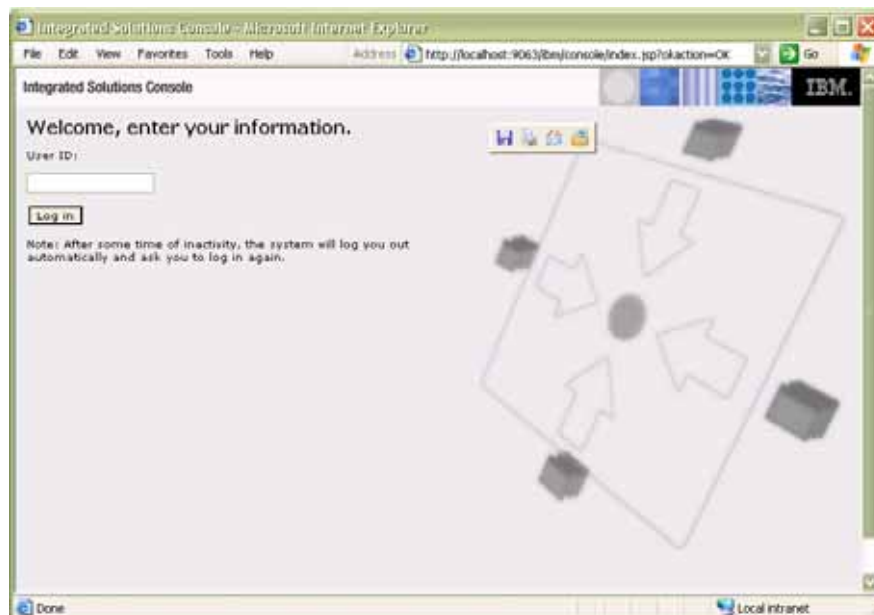 Integrated Solutions Console - Microsoft Internet Explorer
File Edit View Favorites Tools Help Address http://localhost:9063/ibm/console/index.jsp?okaction=OK Go
Integrated Solutions Console IBM.
Welcome, enter your information.
User ID:
Log in
Note: After some time of inactivity, the system will log you out
automatically and ask you to log in again.
Done Local intranet